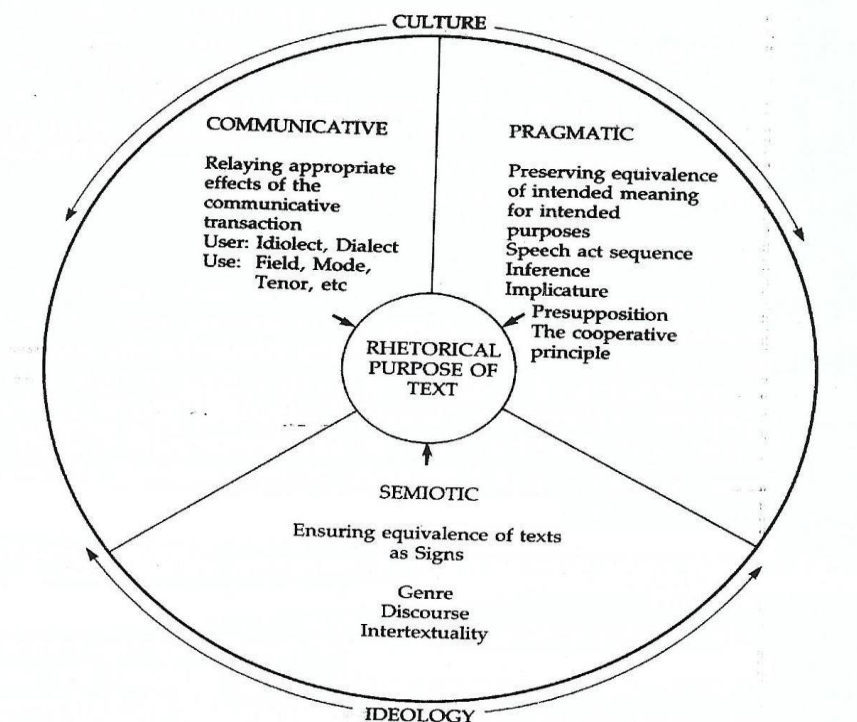 CULTURE
COMMUNICATIVE
Relaying appropriate
effects of the
communicative
transaction
User: Idiolect, Dialect
Use: Field, Mode,
Tenor, etc
PRAGMATIC
Preserving equivalence
of intended meaning
for intended
purposes
Speech act sequence
Inference
Implicature
Presupposition
The cooperative
principle
RHETORICAL
PURPOSE OF
TEXT
SEMIOTIC
Ensuring equivalence of texts
as Signs
Genre
Discourse
Intertextuality
IDEOLOGY